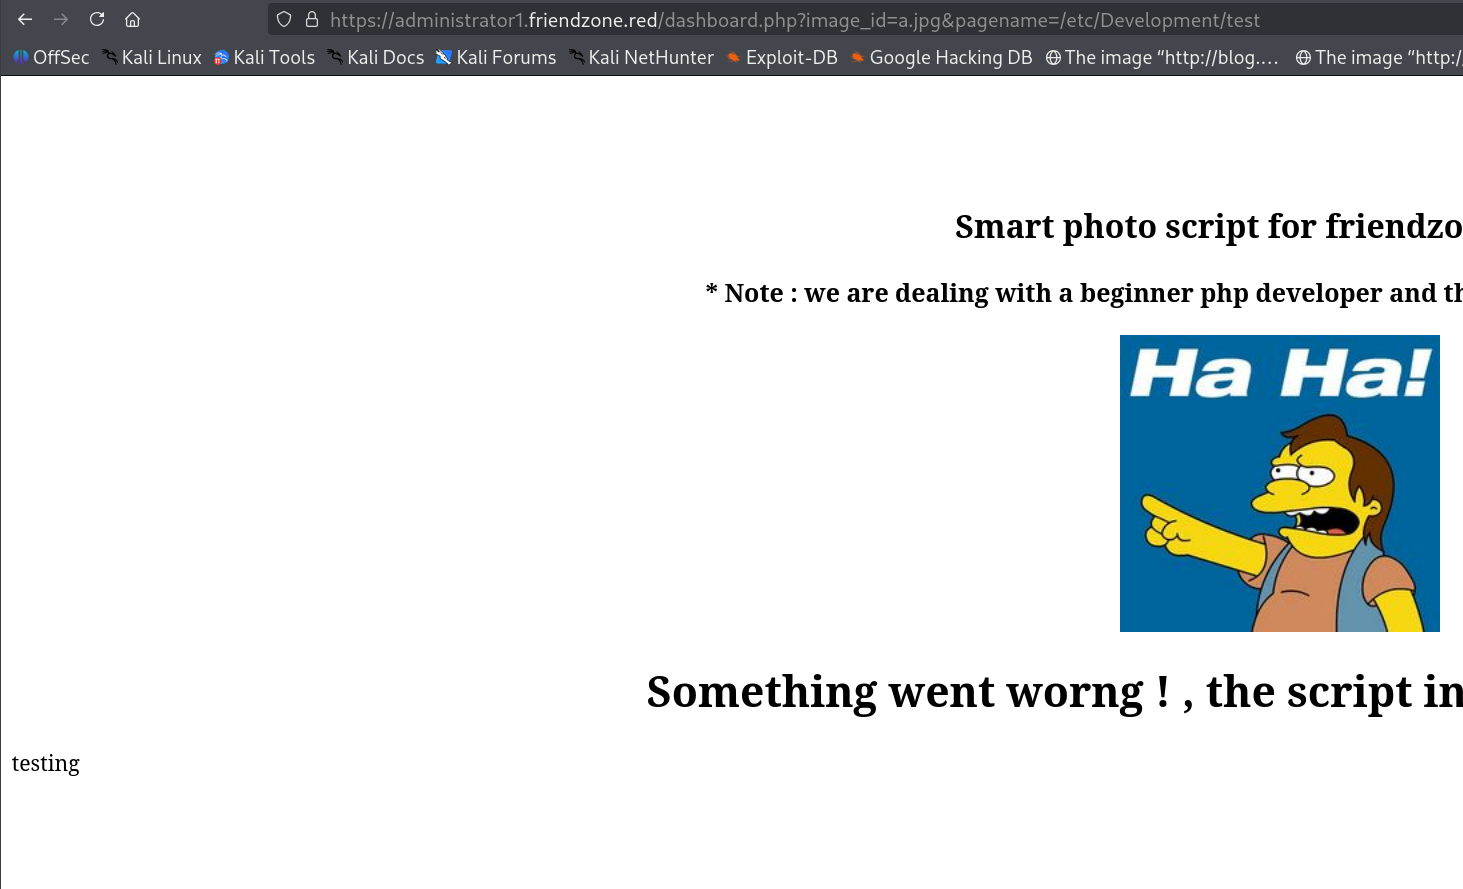 https://administrator1.friendzone.red/dashboard.php?image_id=a.jpg&pagename=/etc/Development/test
OffSec Kali Linux Kali Tools Kali Docs Kali Forums Kali NetHunter Exploit-DB Google Hacking DB The image “http://blog.… The image “http:/
Smart photo script for friendzo
* Note : we are dealing with a beginner php developer and th
Ha Ha!
Something went worng ! , the script in
testing